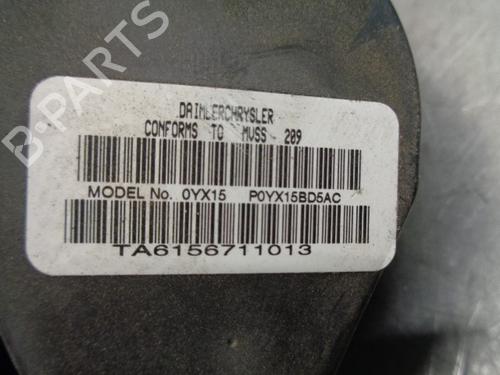 DAIMLERCHRYSLER
CONFORMS TO MVSS 209
MODEL No. 0YX15 P0YX15BD5AC
TA6156711013
B-PARTS